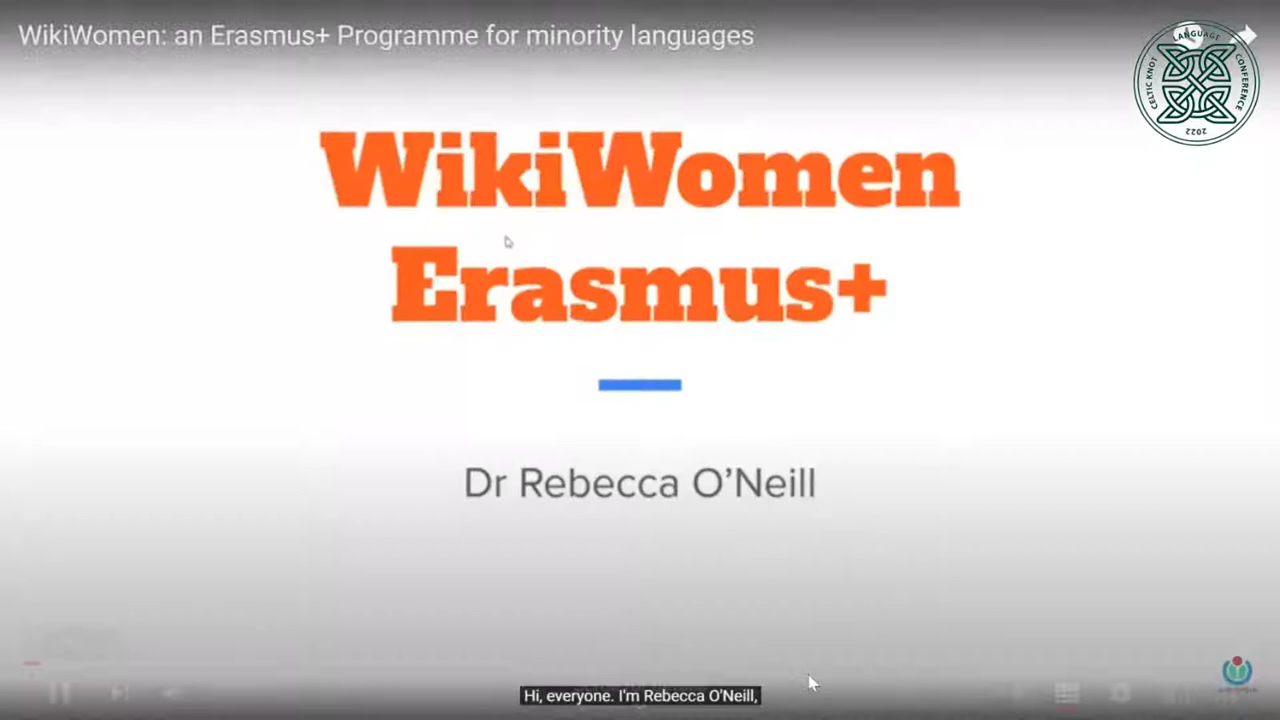 WikiWomen: an Erasmus+ Programme for minority languages
CELTIC KNOT LANGUAGE CONFERENCE 2022
WikiWomen
Erasmus+
Dr Rebecca O'Neill
Hi, everyone. I'm Rebecca O'Neill,